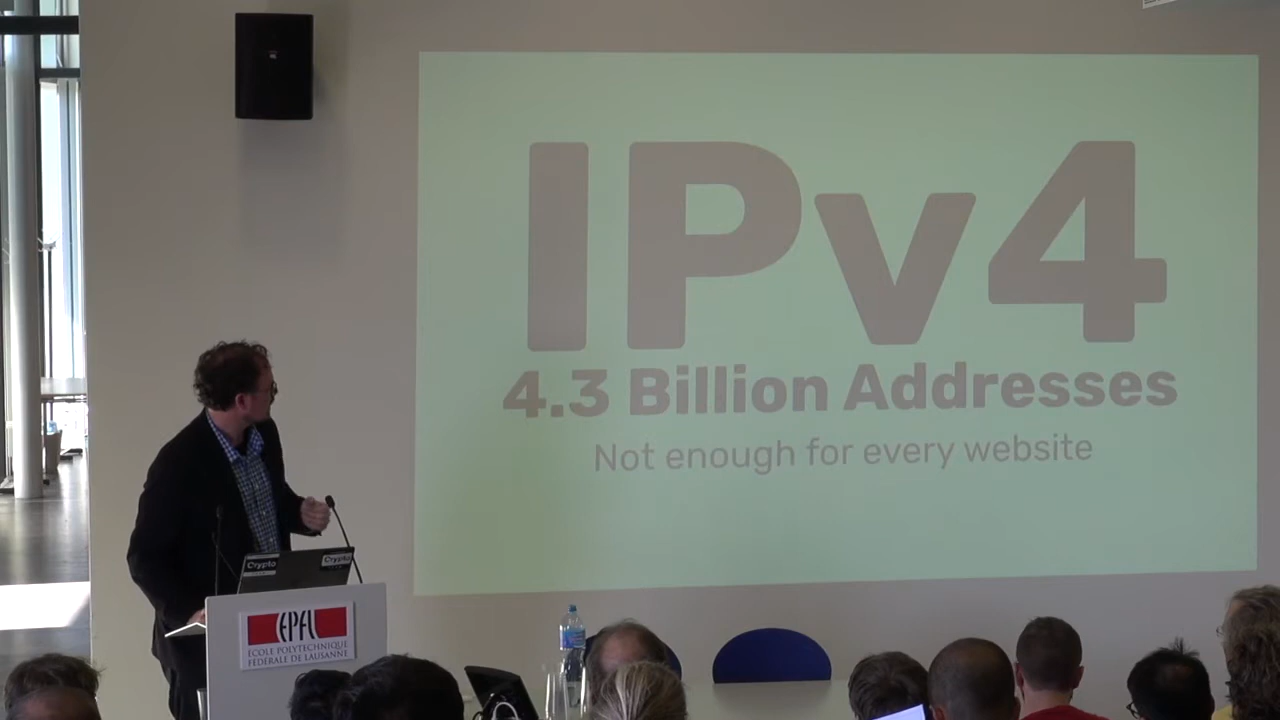 IPv4
4.3 Billion Addresses
Not enough for every website
Crypto
Crypto
EPFL
ECOLE POLYTECHNIQUE
FÉDÉRALE DE LAUSANNE